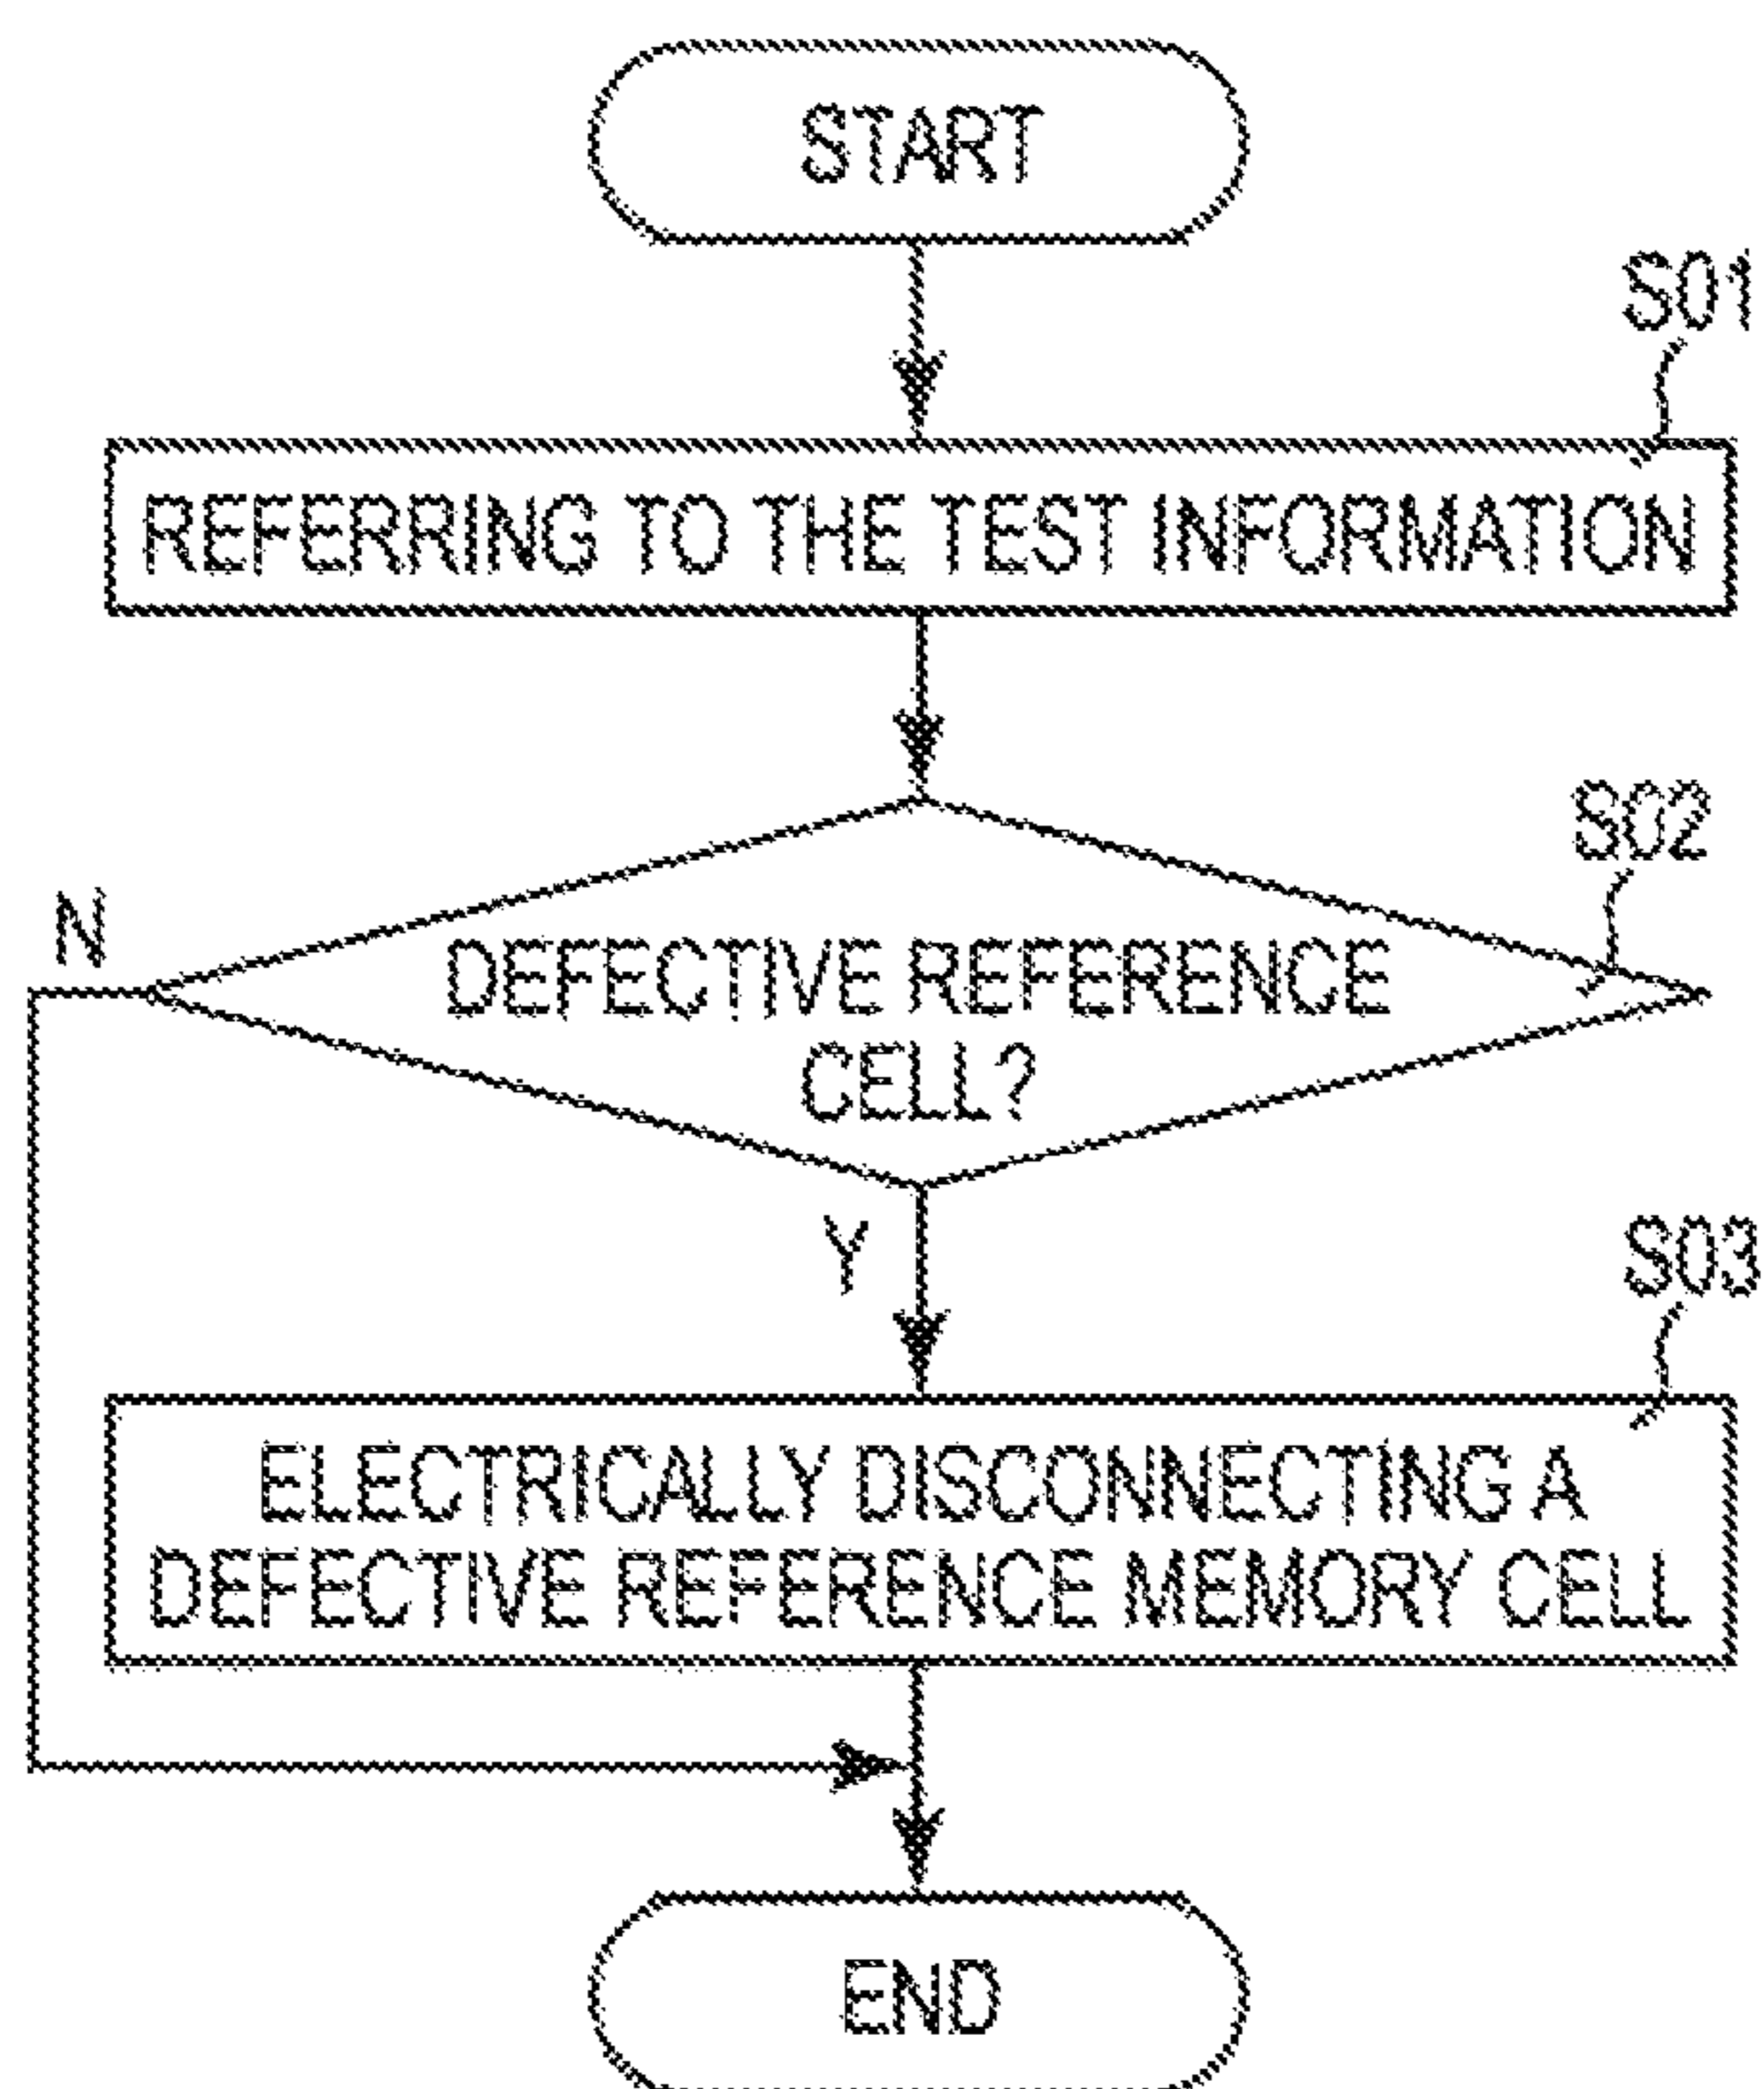 START
S01
REFERRING TO THE TEST INFORMATION
S02
N
DEFECTIVE REFERENCE
CELL?
Y
S03
ELECTRICALLY DISCONNECTING A
DEFECTIVE REFERENCE MEMORY CELL
END